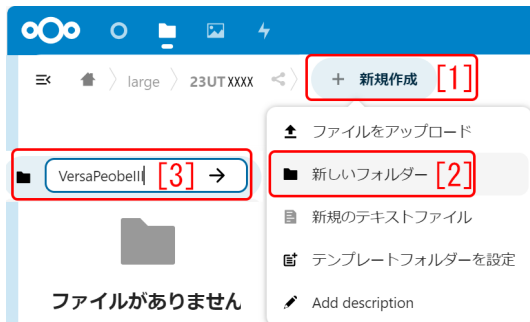 large 23UTXXXX + 新規作成 [1]
ファイルをアップロード
新しいフォルダー [2]
VersaPeobeIII [3] →
新規のテキストファイル
テンプレートフォルダーを設定
ファイルがありません
Add description